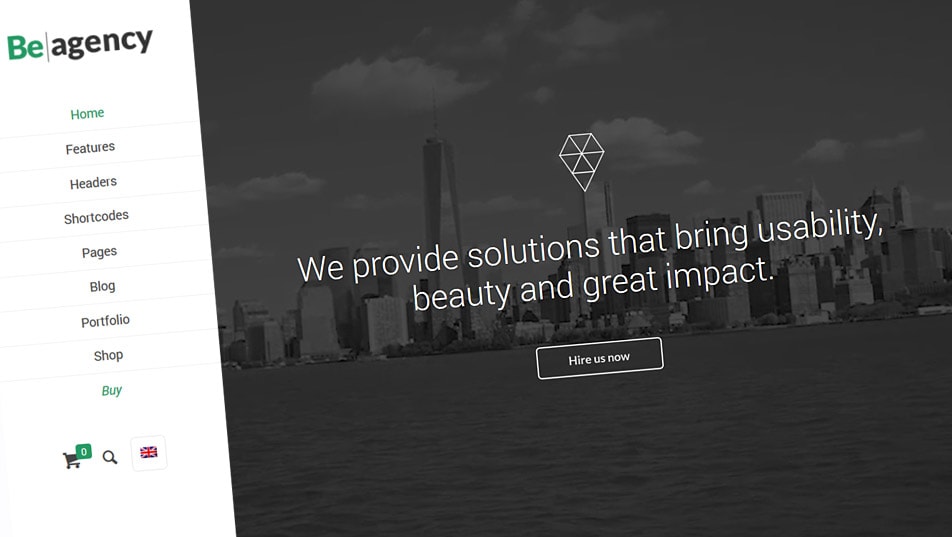 Be|agency
Home
Features
Headers
Shortcodes
Pages
Blog
Portfolio
Shop
Buy
0
We provide solutions that bring usability,
beauty and great impact.
Hire us now